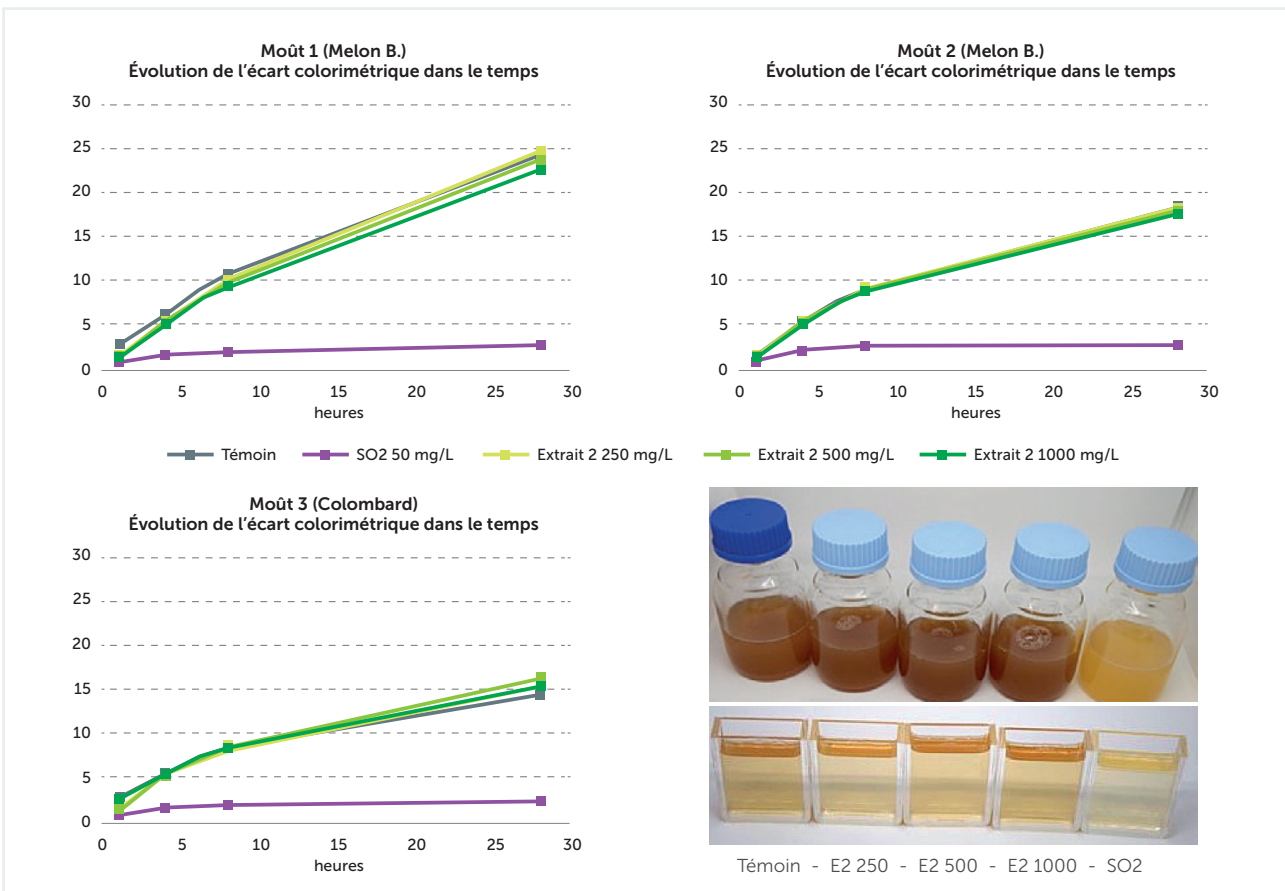 Moût 1 (Melon B.)
Évolution de l'écart colorimétrique dans le temps
30
25
20
15
10
5
0
0 5 10 15 20 25 30
heures
Moût 2 (Melon B.)
Évolution de l'écart colorimétrique dans le temps
30
25
20
15
10
5
0
0 5 10 15 20 25 30
heures
Témoin SO2 50 mg/L Extrait 2 250 mg/L Extrait 2 500 mg/L Extrait 2 1000 mg/L
Moût 3 (Colombard)
Évolution de l'écart colorimétrique dans le temps
30
25
20
15
10
5
0
0 5 10 15 20 25 30
heures
Témoin - E2 250 - E2 500 - E2 1000 - SO2